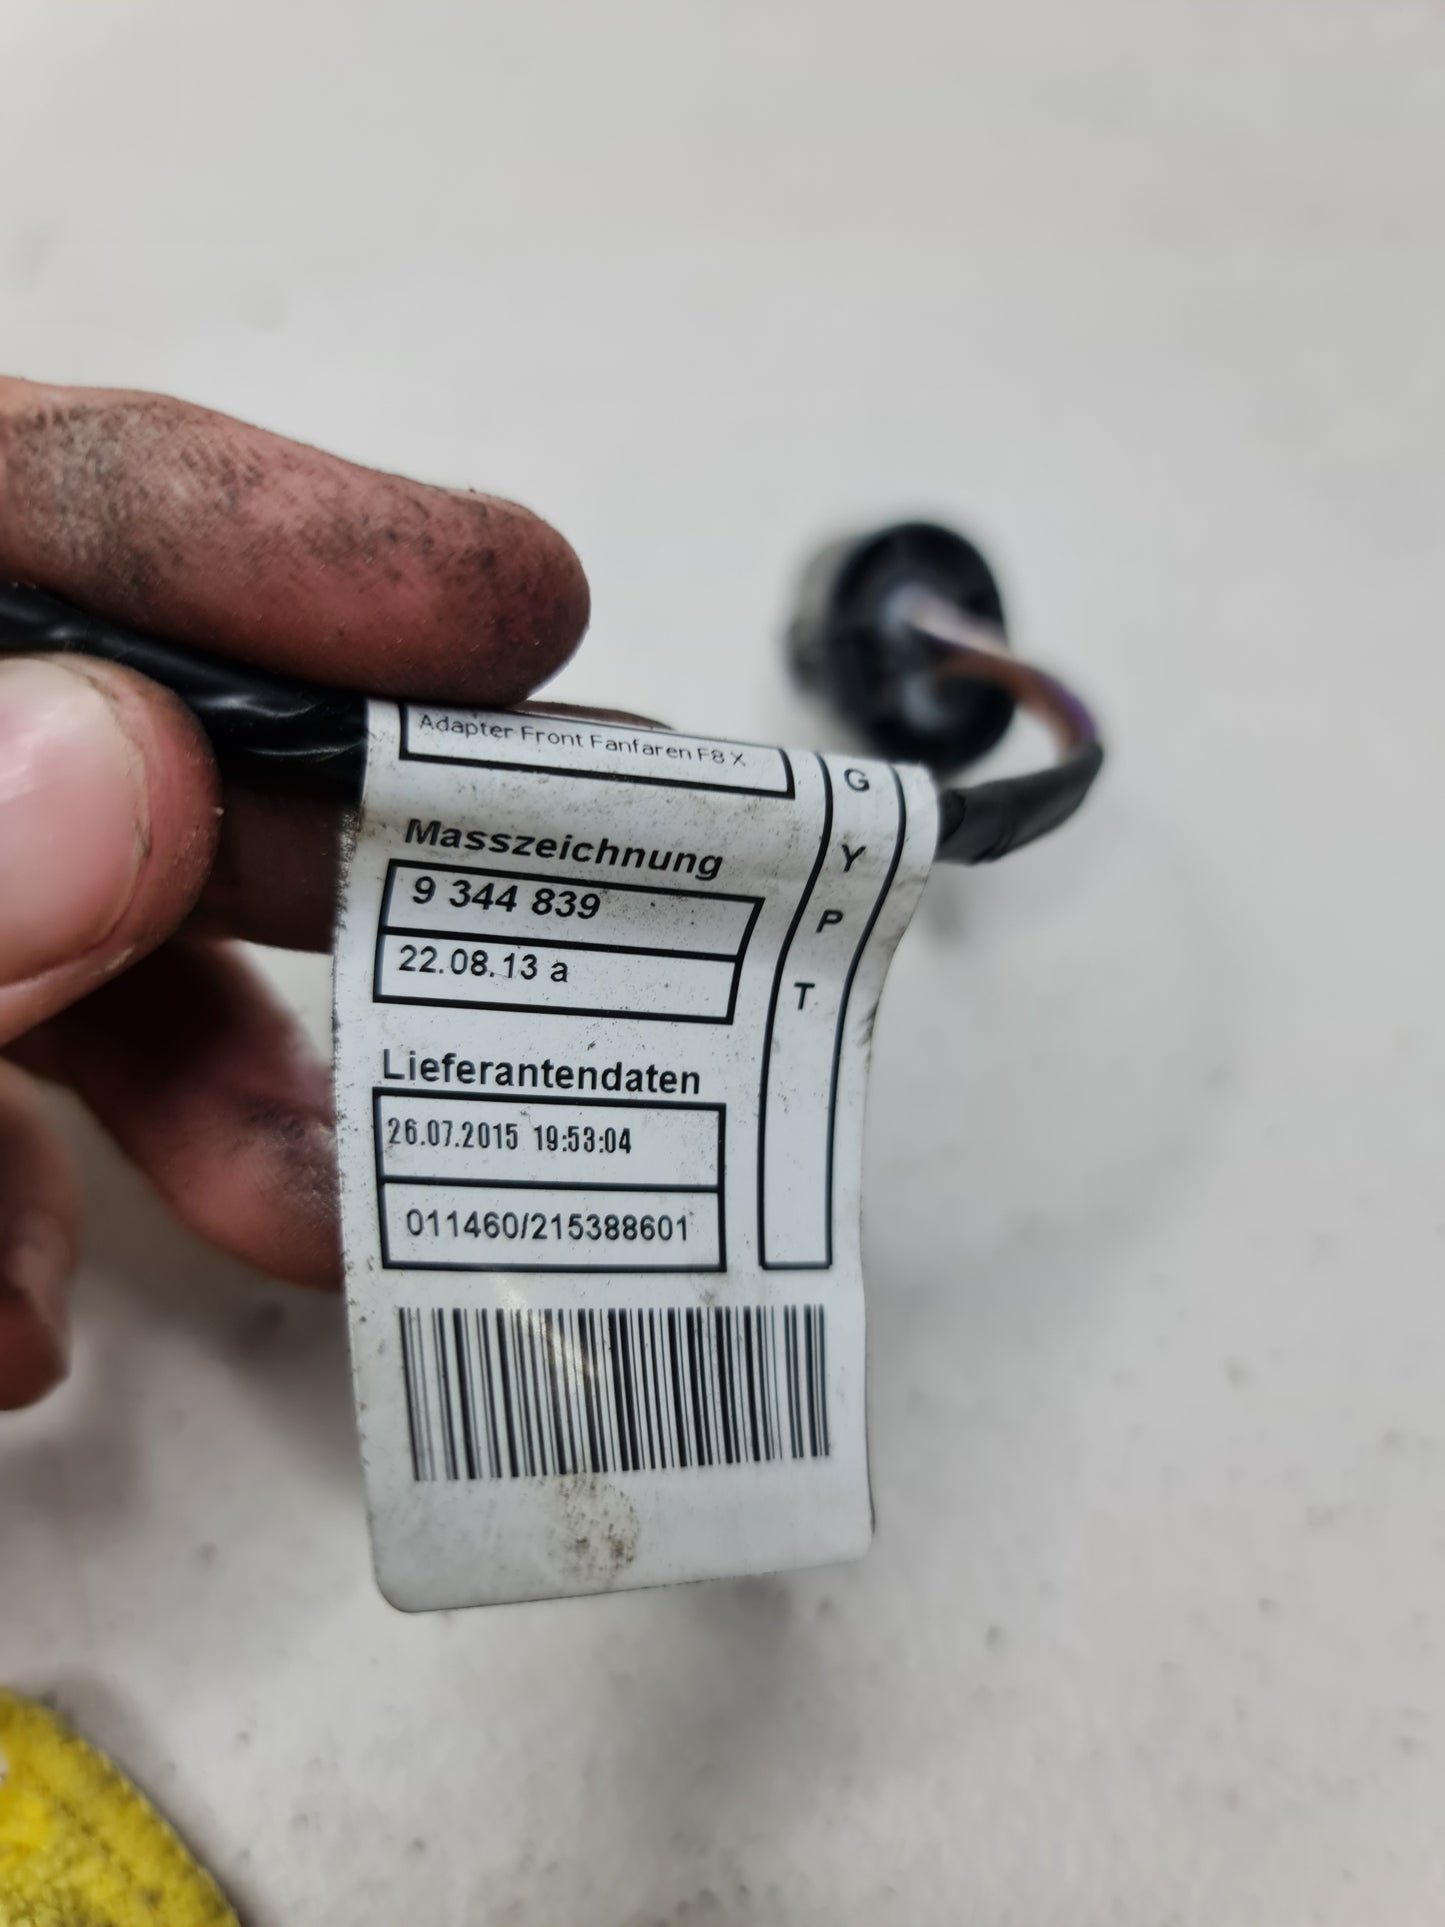 Adapter Front Fanfaren F8X
Masszeichnung
9 344 839
22.08.13 a
Lieferantendaten
26.07.2015 19:53:04
011460/215388601
G
Y
P
T